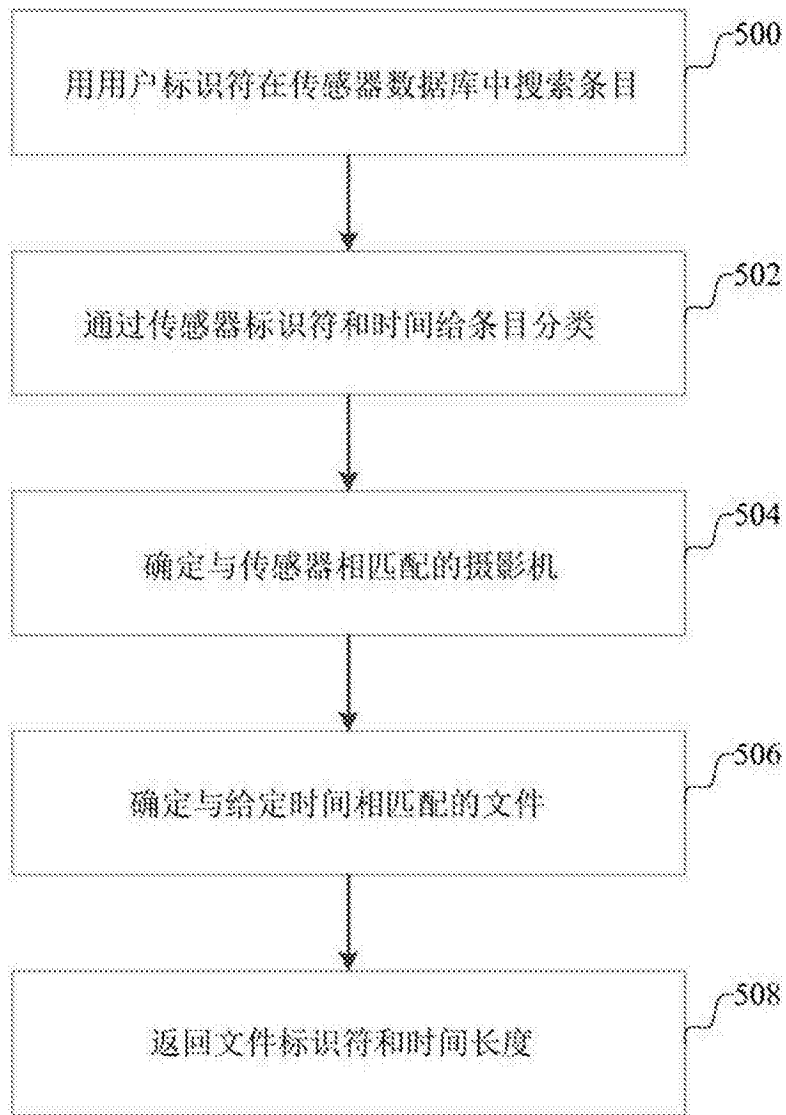 500
用用户标识符在传感器数据库中搜索条目
502
通过传感器标识符和时间给条目分类
504
确定与传感器相匹配的摄影机
506
确定与给定时间相匹配的文件
508
返回文件标识符和时间长度